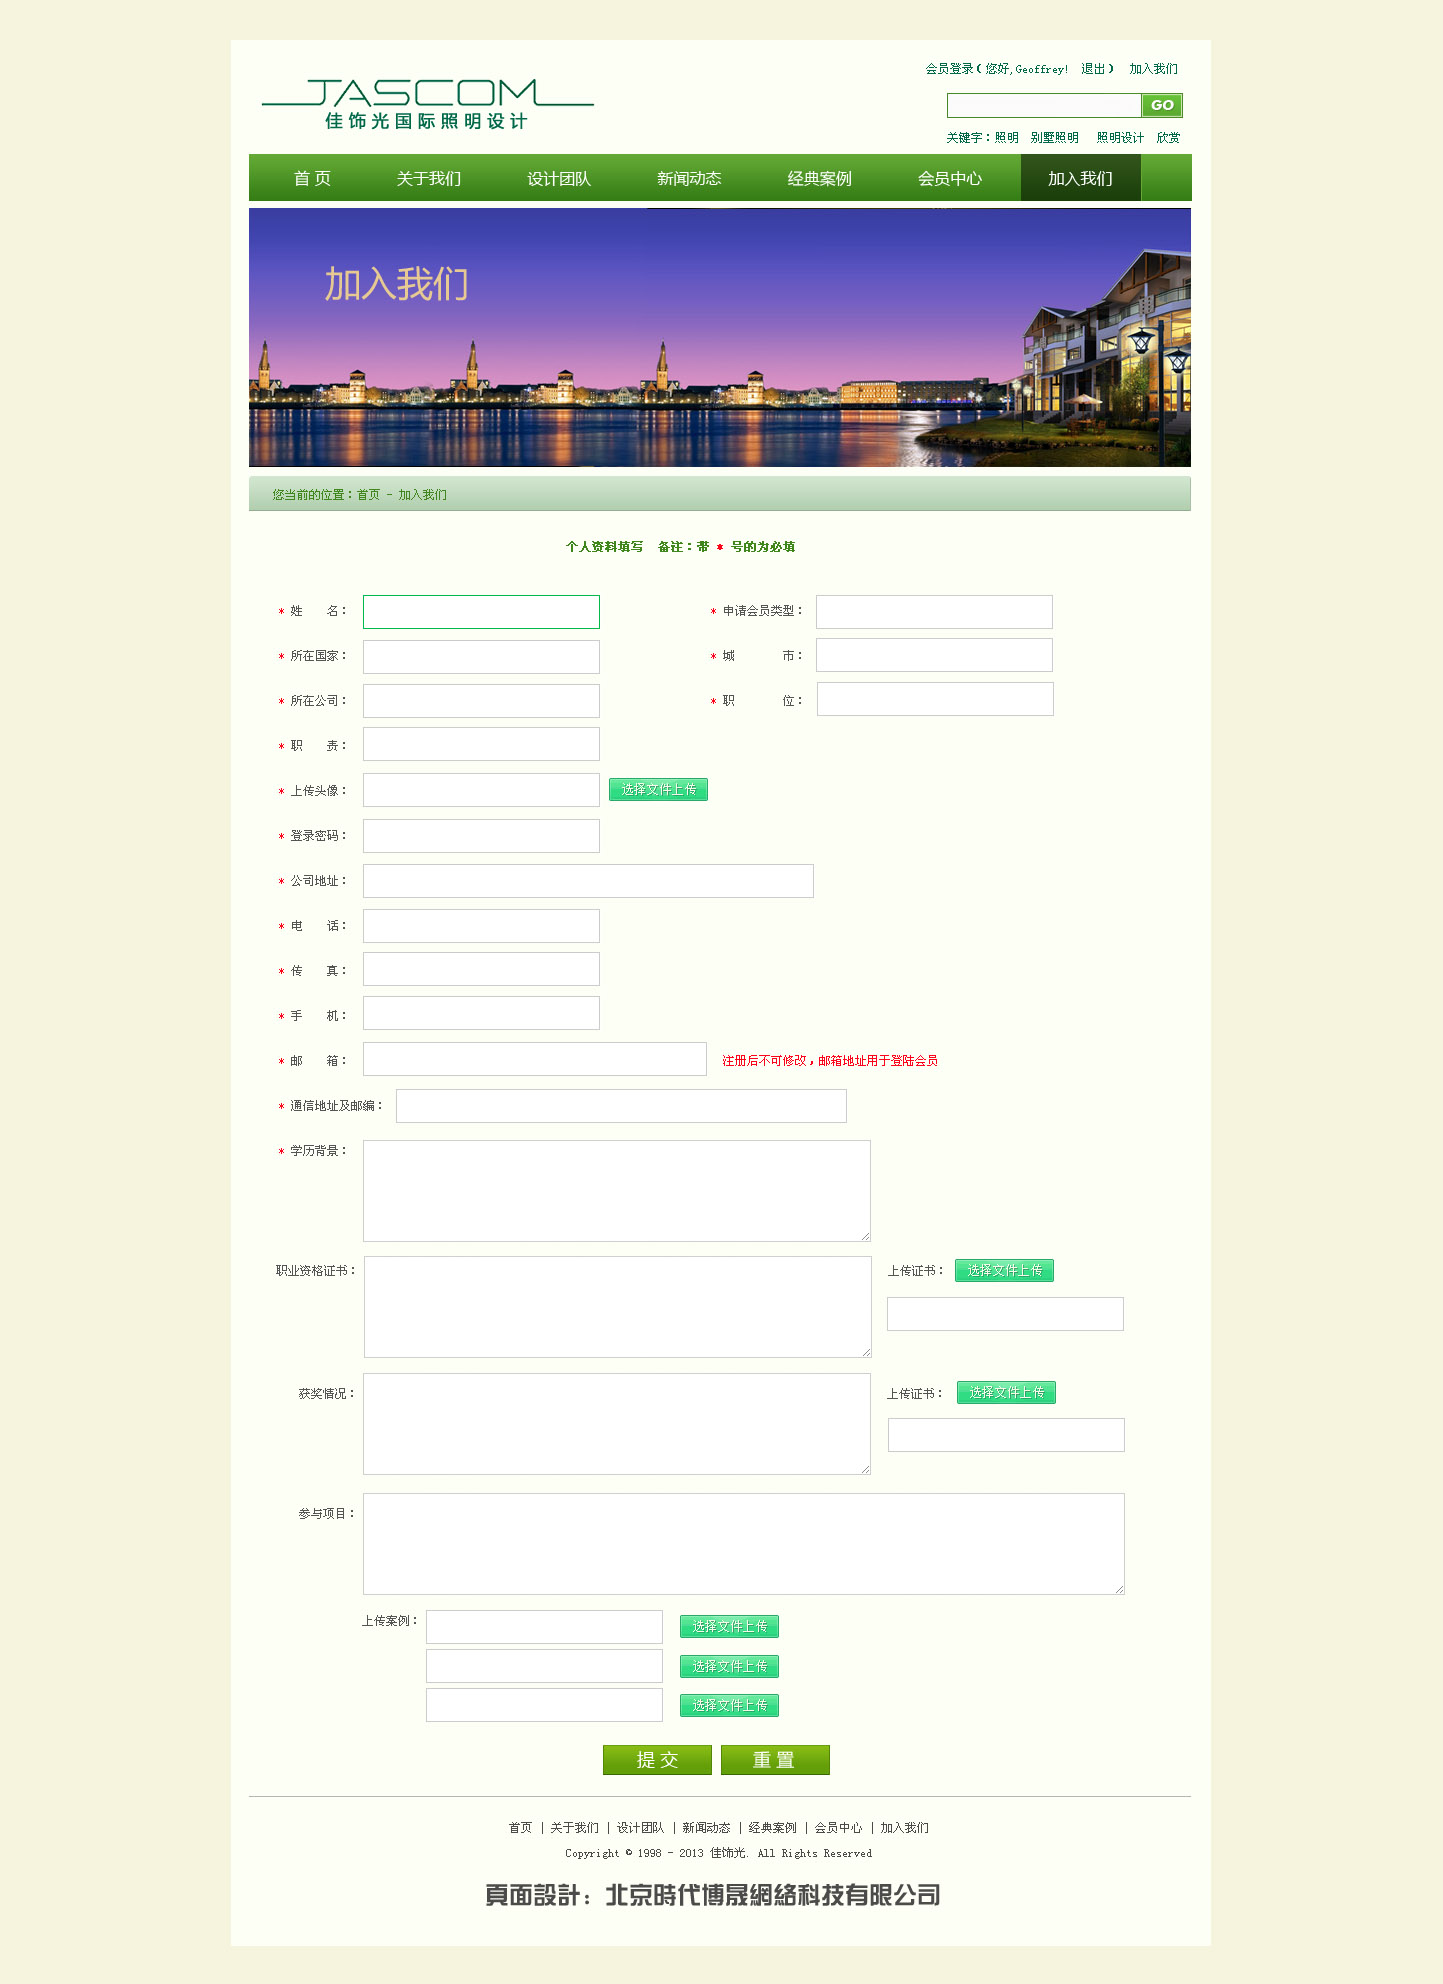 会员登录(您好,Geoffrey! 退出) 加入我们
JASCOM
佳饰光国际照明设计
GO
关键字：照明 别墅照明 照明设计 欣赏
首 页 关于我们 设计团队 新闻动态 经典案例 会员中心 加入我们
加入我们
您当前的位置：首页 - 加入我们
个人资料填写 备注：带 * 号的为必填
* 姓 名： * 申请会员类型：
* 所在国家： * 城 市：
* 所在公司： * 职 位：
* 职 责：
* 上传头像： 选择文件上传
* 登录密码：
* 公司地址：
* 电 话：
* 传 真：
* 手 机：
* 邮 箱： 注册后不可修改，邮箱地址用于登陆会员
* 通信地址及邮编：
* 学历背景：
职业资格证书： 上传证书： 选择文件上传
获奖情况： 上传证书： 选择文件上传
参与项目：
上传案例： 选择文件上传
选择文件上传
选择文件上传
提 交 重 置
首页 | 关于我们 | 设计团队 | 新闻动态 | 经典案例 | 会员中心 | 加入我们
Copyright © 1998 - 2013 佳饰光. All Rights Reserved
頁面設計：北京時代博晟網絡科技有限公司